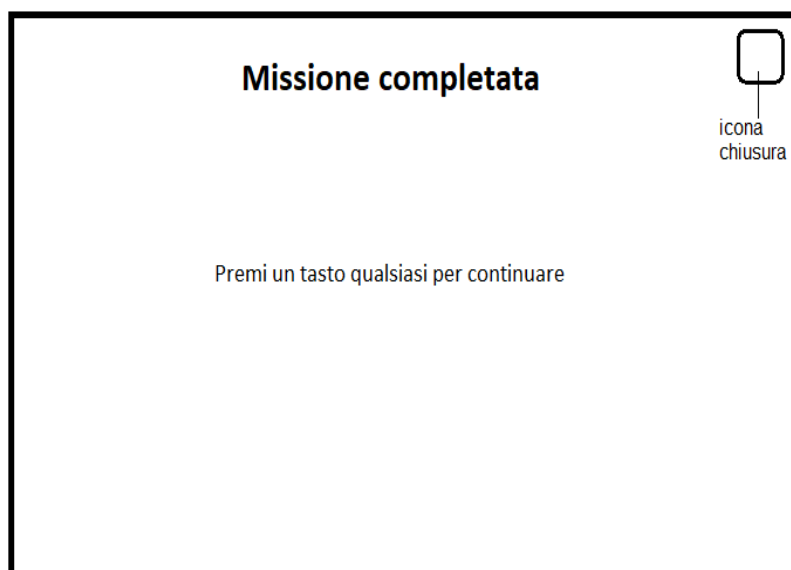 Missione completata
icona
chiusura
Premi un tasto qualsiasi per continuare